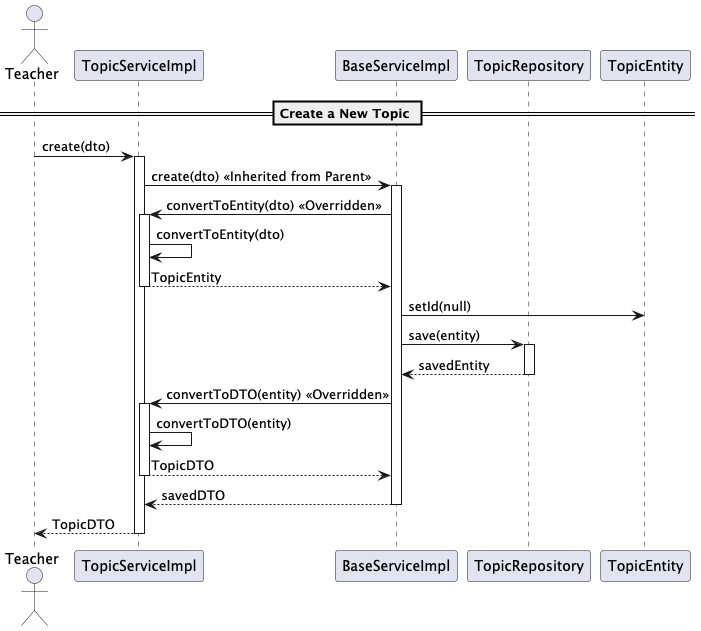 Teacher
TopicServiceImpl
BaseServiceImpl
TopicRepository
TopicEntity
Create a New Topic
create(dto)
create(dto) «Inherited from Parent»
convertToEntity(dto) «Overridden»
convertToEntity(dto)
TopicEntity
setId(null)
save(entity)
savedEntity
convertToDTO(entity) «Overridden»
convertToDTO(entity)
TopicDTO
savedDTO
TopicDTO
Teacher
TopicServiceImpl
BaseServiceImpl
TopicRepository
TopicEntity